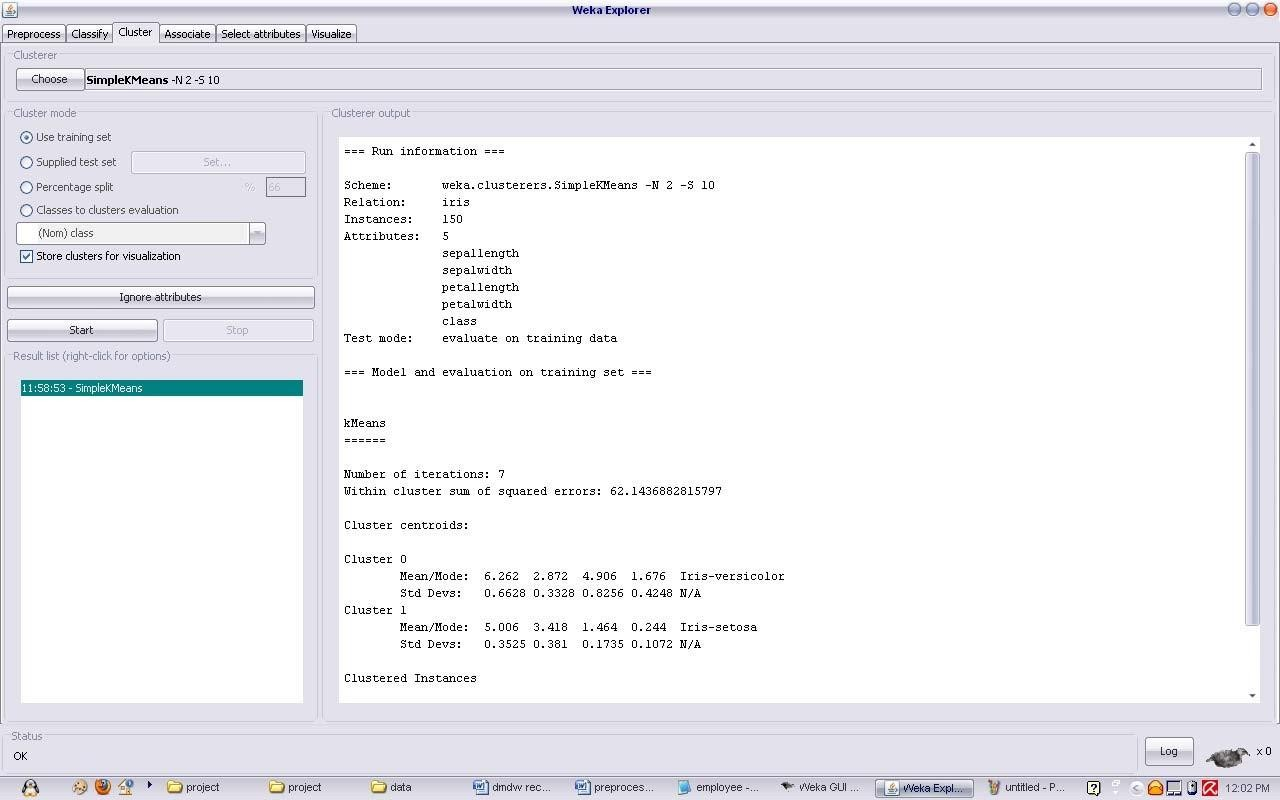 Weka Explorer
Preprocess Classify Cluster Associate Select attributes Visualize
Clusterer
Choose SimpleKMeans -N 2 -S 10
Cluster mode
Use training set
Supplied test set Set...
Percentage split % 66
Classes to clusters evaluation
(Nom) class
Store clusters for visualization
Ignore attributes
Start Stop
Result list (right-click for options)
11:58:53 - SimpleKMeans
Clusterer output
=== Run information ===
Scheme: weka.clusterers.SimpleKMeans -N 2 -S 10
Relation: iris
Instances: 150
Attributes: 5
sepallength
sepalwidth
petallength
petalwidth
class
Test mode: evaluate on training data
=== Model and evaluation on training set ===
kMeans
======
Number of iterations: 7
Within cluster sum of squared errors: 62.1436882815797
Cluster centroids:
Cluster 0
Mean/Mode: 6.262 2.872 4.906 1.676 Iris-versicolor
Std Devs: 0.6628 0.3328 0.8256 0.4248 N/A
Cluster 1
Mean/Mode: 5.006 3.418 1.464 0.244 Iris-setosa
Std Devs: 0.3525 0.381 0.1735 0.1072 N/A
Clustered Instances
Status
OK
Log x 0
project project data dmdw rec... preproces... employee -... Weka GUI ... Weka Expl... untitled - P... 12:02 PM